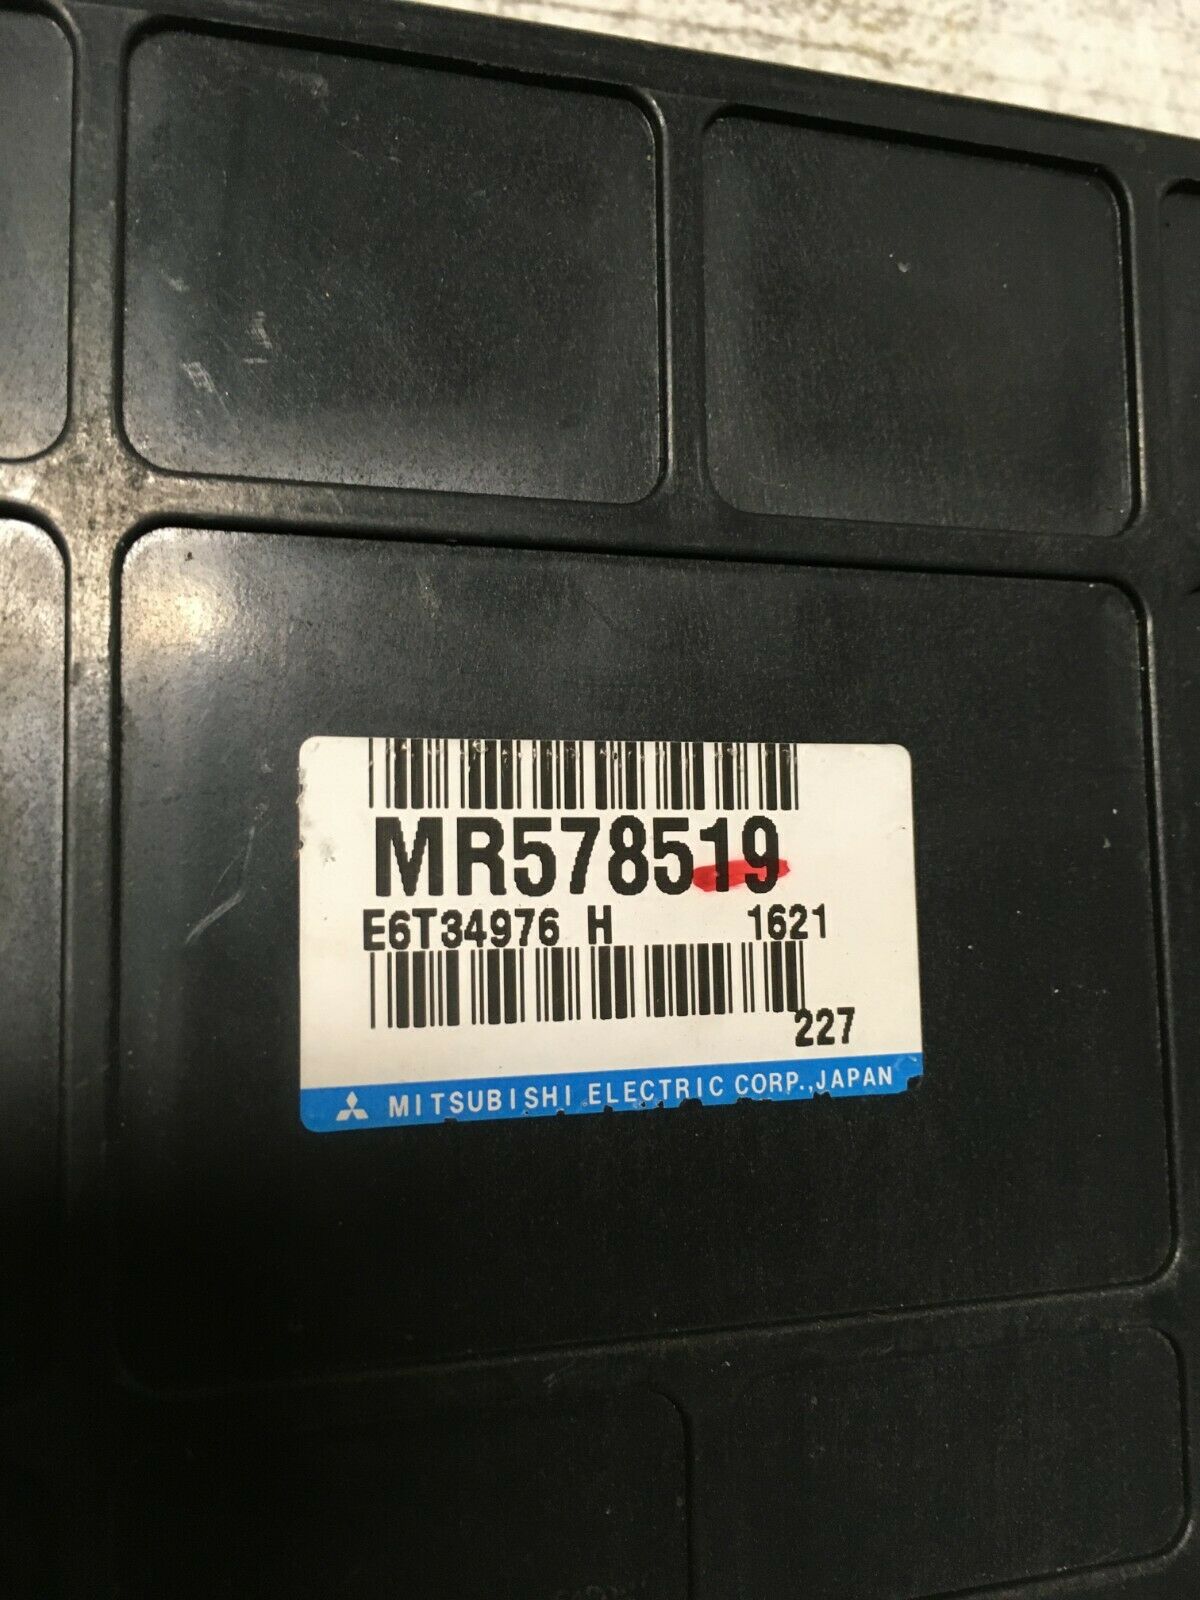 MR578519
E6T34976 H 1621
227
MITSUBISHI ELECTRIC CORP., JAPAN